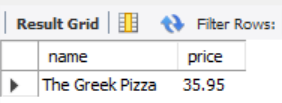 Result Grid Filter Rows:
name price
The Greek Pizza 35.95